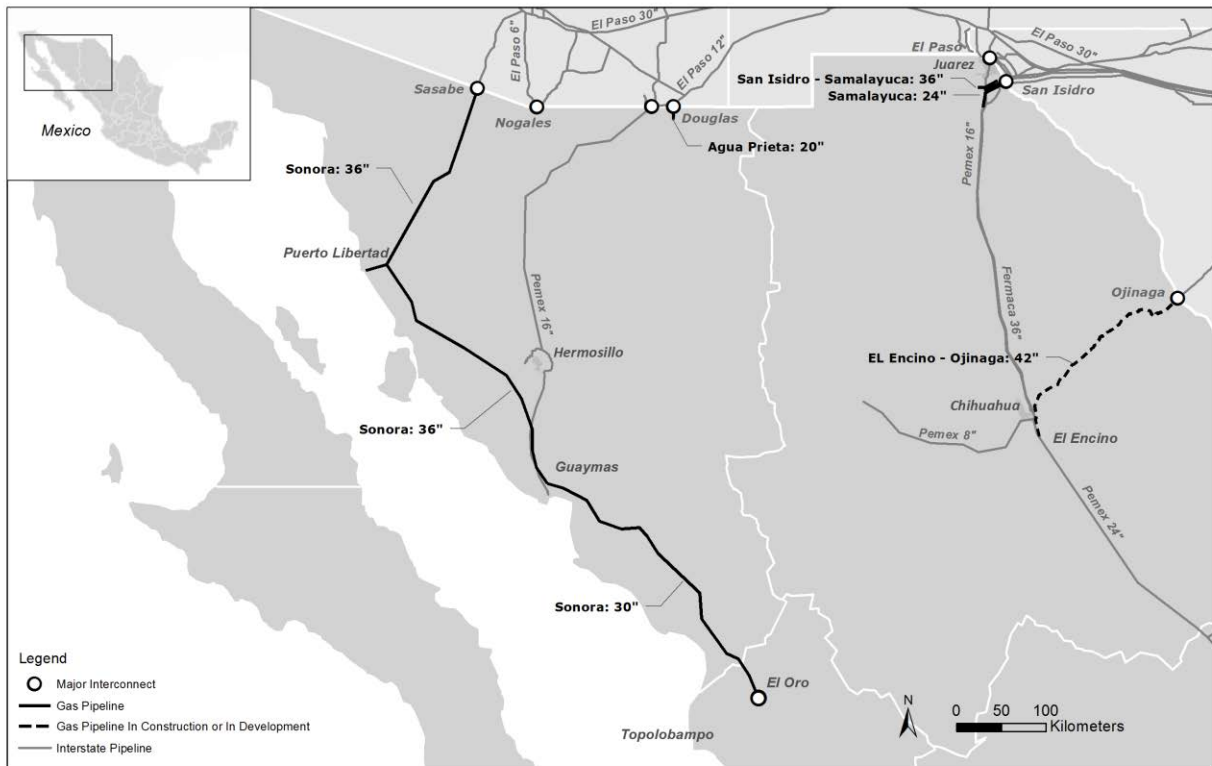 El Paso 30"
El Paso 6"
El Paso 12"
El Paso
El Paso 30"
Juarez
San Isidro - Samalayuca: 36"
Samalayuca: 24"
San Isidro
Sasabe
Nogales
Douglas
Agua Prieta: 20"
Mexico
Pemex 16"
Sonora: 36"
Puerto Libertad
Pemex 16"
Fermaca 36"
Ojinaga
Hermosillo
EL Encino - Ojinaga: 42"
Chihuahua
Sonora: 36"
Pemex 8"
El Encino
Guaymas
Pemex 24"
Sonora: 30"
El Oro
Topolobampo
Legend
Major Interconnect
Gas Pipeline
Gas Pipeline In Construction or In Development
Interstate Pipeline
N
0 50 100
Kilometers